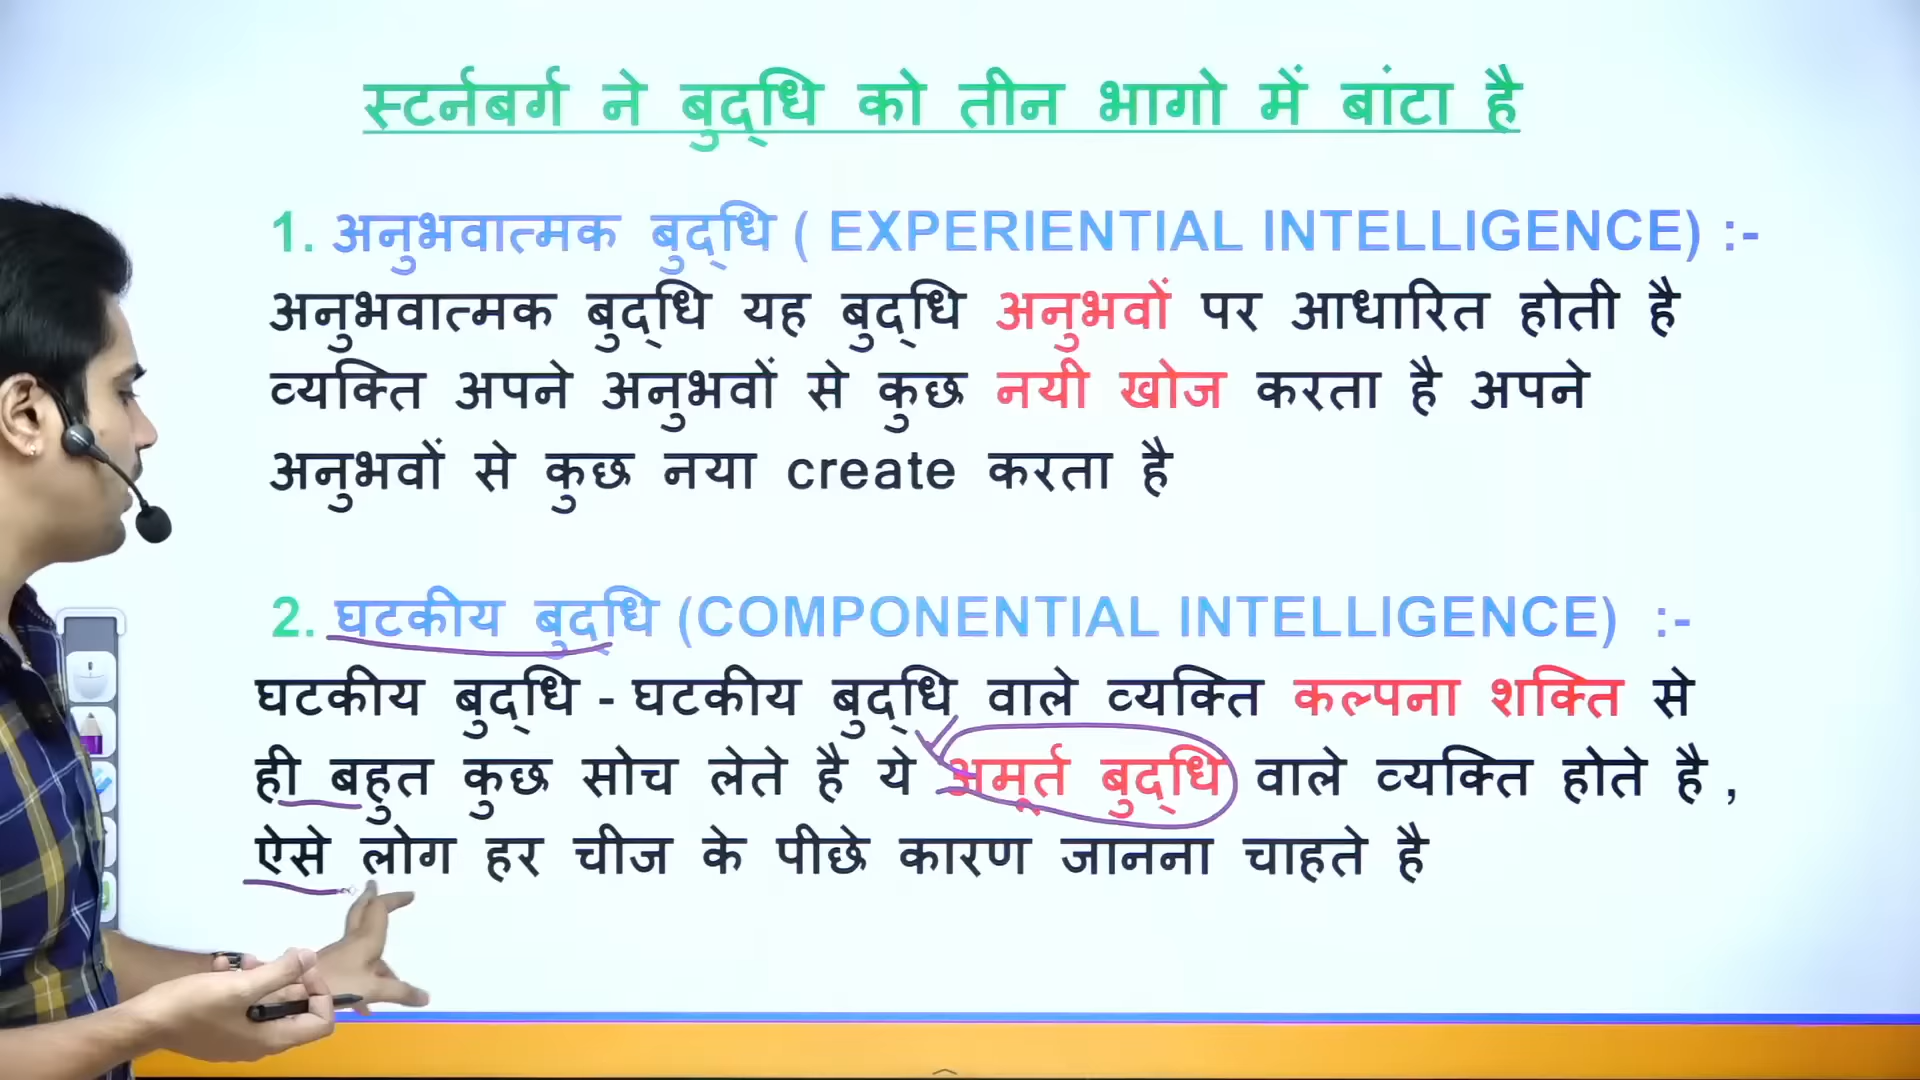 स्टर्नबर्ग ने बुद्धि को तीन भागो में बांटा है
1. अनुभवात्मक बुद्धि ( EXPERIENTIAL INTELLIGENCE) :-
अनुभवात्मक बुद्धि यह बुद्धि अनुभवों पर आधारित होती है
व्यक्ति अपने अनुभवों से कुछ नयी खोज करता है अपने
अनुभवों से कुछ नया create करता है
2. घटकीय बुद्धि (COMPONENTIAL INTELLIGENCE) :-
घटकीय बुद्धि - घटकीय बुद्धि वाले व्यक्ति कल्पना शक्ति से
ही बहुत कुछ सोच लेते है ये अमूर्त बुद्धि वाले व्यक्ति होते है ,
ऐसे लोग हर चीज के पीछे कारण जानना चाहते है